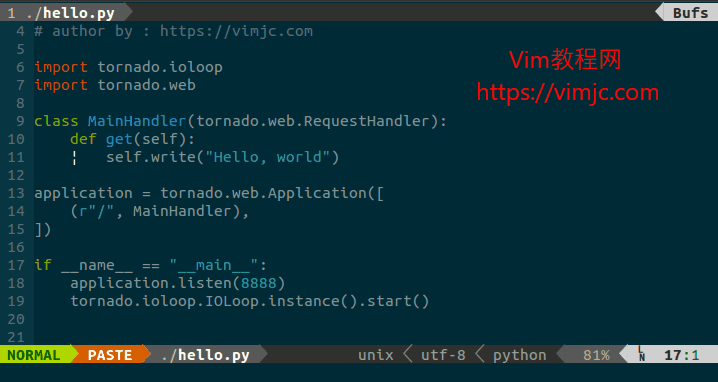 1 ./hello.py Bufs
4 # author by : https://vimjc.com
5
6 import tornado.ioloop
7 import tornado.web
8
9 class MainHandler(tornado.web.RequestHandler):
10     def get(self):
11     ¦   self.write("Hello, world")
12
13 application = tornado.web.Application([
14     (r"/", MainHandler),
15 ])
16
17 if __name__ == "__main__":
18     application.listen(8888)
19     tornado.ioloop.IOLoop.instance().start()
20
21
Vim教程网
https://vimjc.com
NORMAL PASTE ./hello.py unix utf-8 python 81% LN 17:1